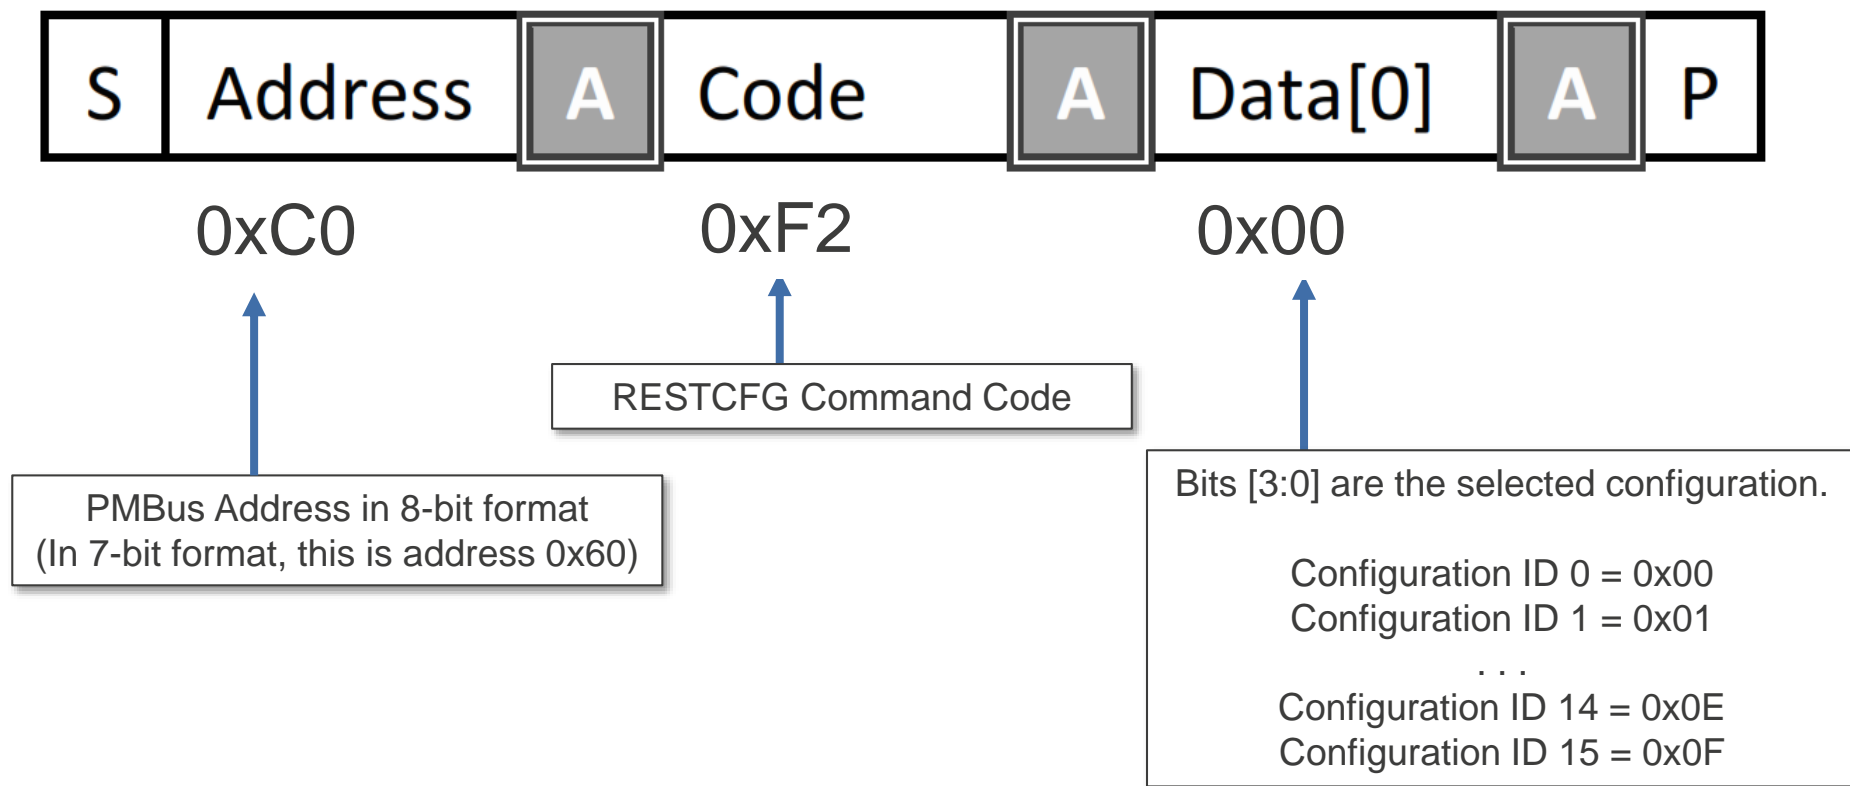 S Address A Code A Data[0] A P
0xC0 0xF2 0x00
RESTCFG Command Code
PMBus Address in 8-bit format
(In 7-bit format, this is address 0x60)
Bits [3:0] are the selected configuration.
Configuration ID 0 = 0x00
Configuration ID 1 = 0x01
. . .
Configuration ID 14 = 0x0E
Configuration ID 15 = 0x0F